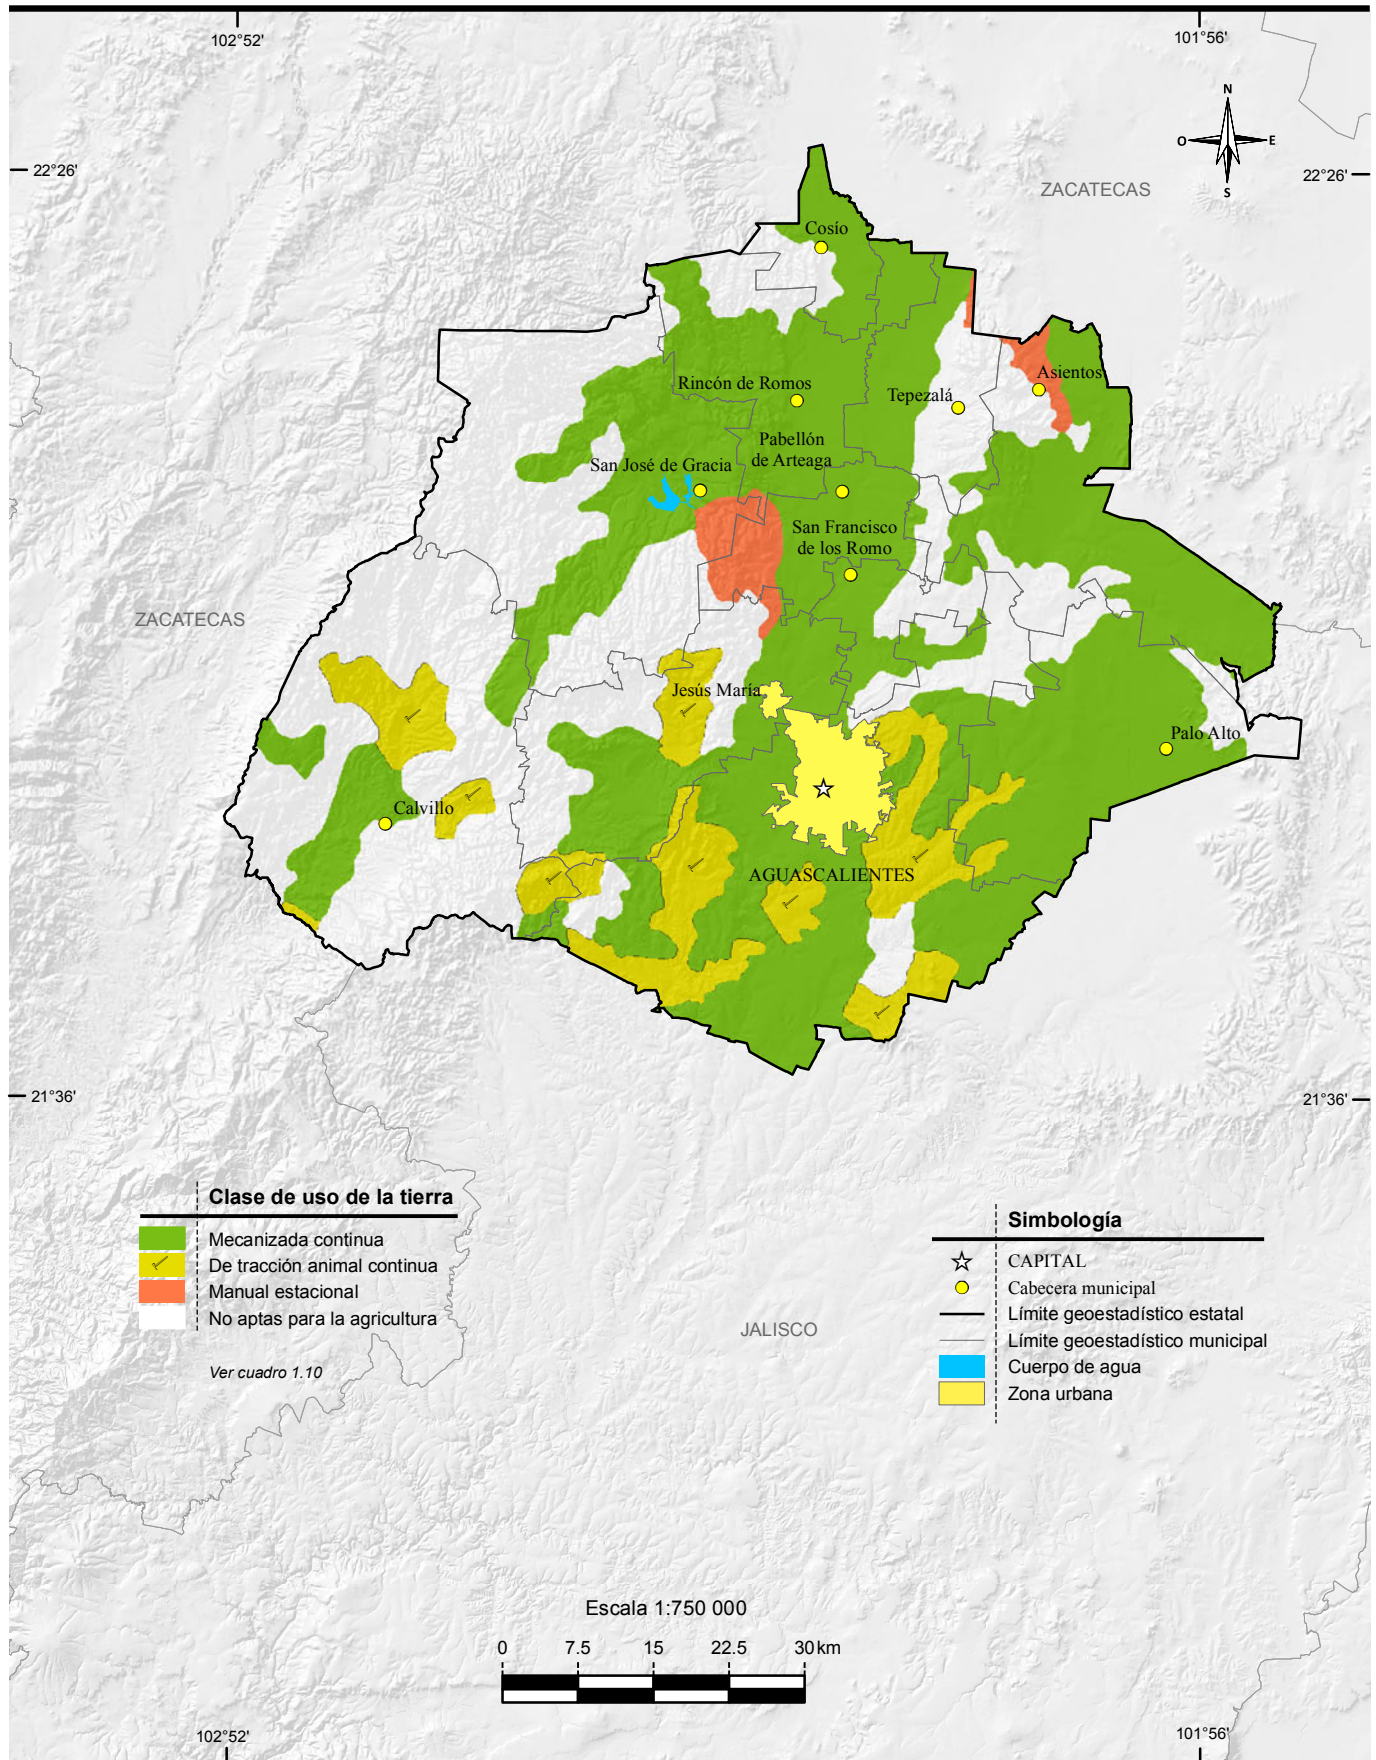 102°52'
101°56'
N
O
E
S
22°26'
22°26'
ZACATECAS
Cosío
Rincón de Romos
Tepezalá
Asientos
Pabellón
de Arteaga
San José de Gracia
San Francisco
de los Romo
ZACATECAS
Jesús María
Palo Alto
Calvillo
AGUASCALIENTES
21°36'
21°36'
Clase de uso de la tierra
Mecanizada continua
De tracción animal continua
Manual estacional
No aptas para la agricultura
Ver cuadro 1.10
Simbología
CAPITAL
Cabecera municipal
Límite geoestadístico estatal
Límite geoestadístico municipal
Cuerpo de agua
Zona urbana
JALISCO
Escala 1:750 000
0 7.5 15 22.5 30 km
102°52'
101°56'